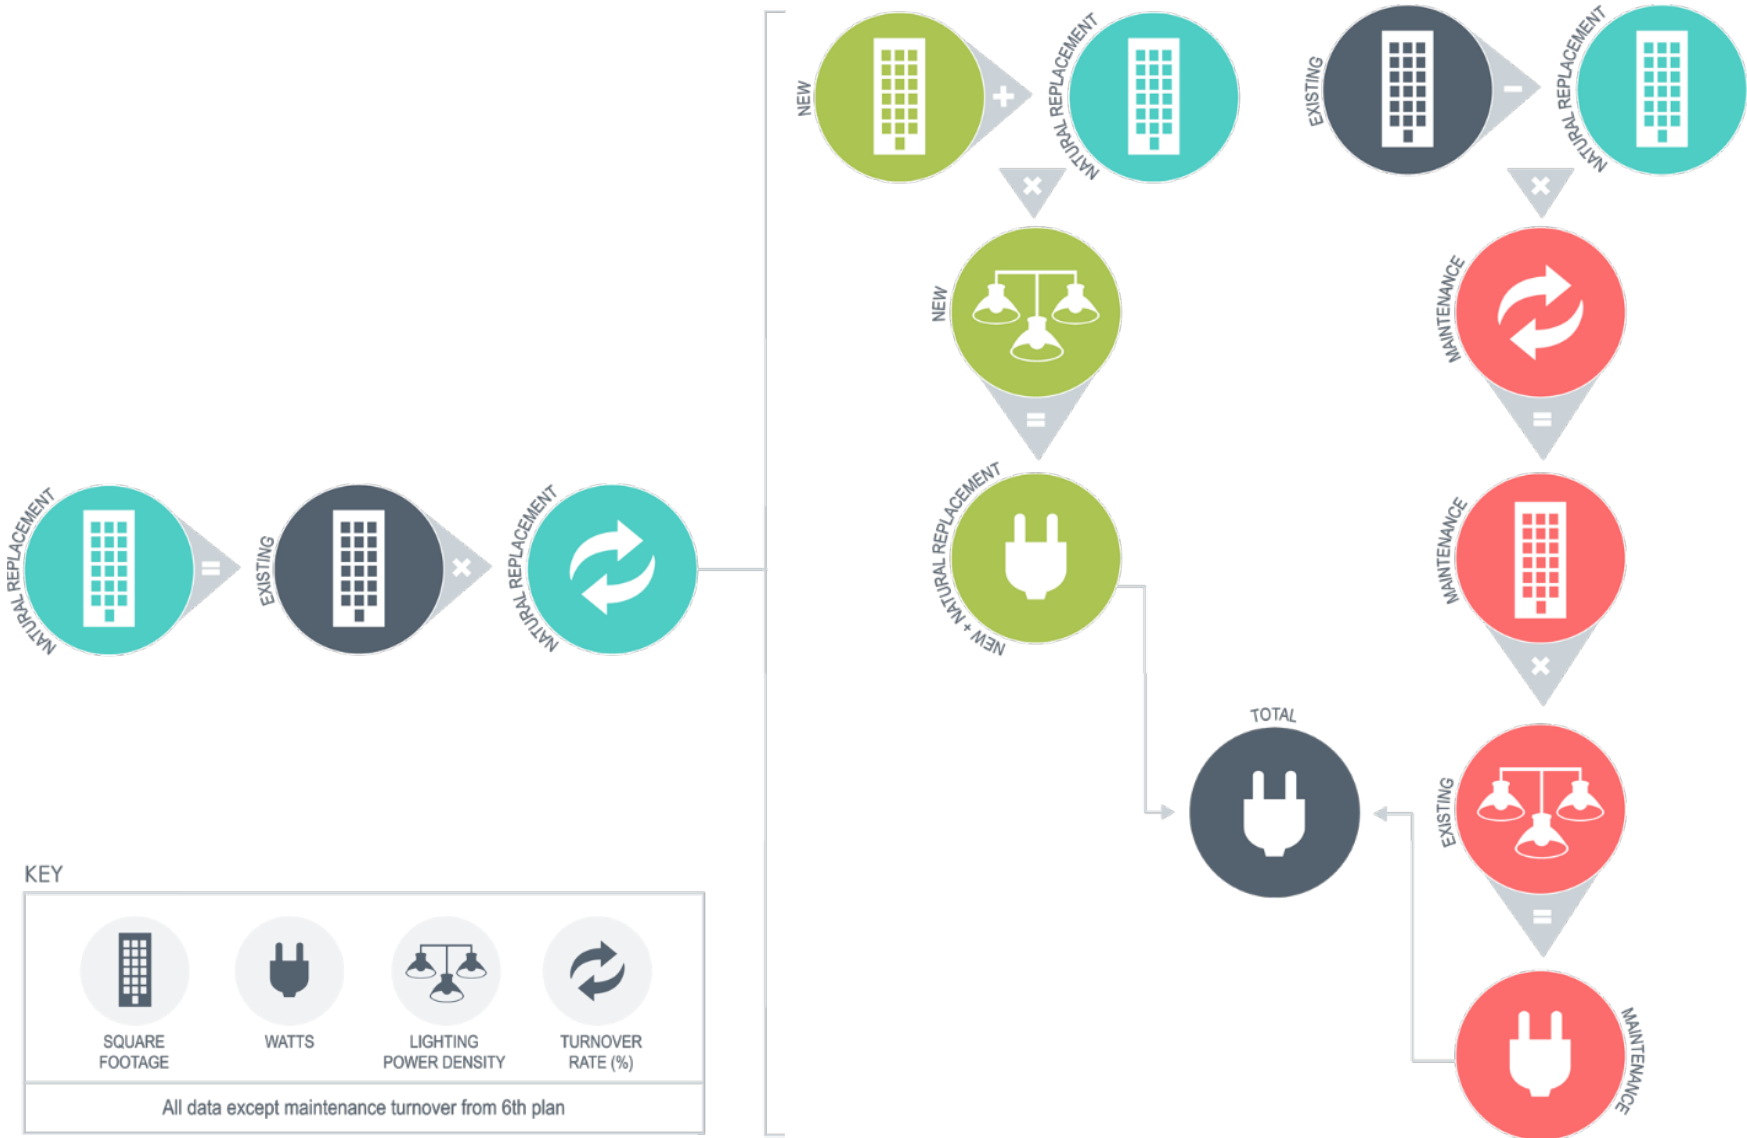 NEW
+
NATURAL REPLACEMENT
EXISTING
-
NATURAL REPLACEMENT
×
×
NEW
MAINTENANCE
=
=
NATURAL REPLACEMENT
=
EXISTING
×
NATURAL REPLACEMENT
NEW + NATURAL REPLACEMENT
MAINTENANCE
×
TOTAL
EXISTING
=
MAINTENANCE
KEY
SQUARE
FOOTAGE
WATTS
LIGHTING
POWER DENSITY
TURNOVER
RATE (%)
All data except maintenance turnover from 6th plan